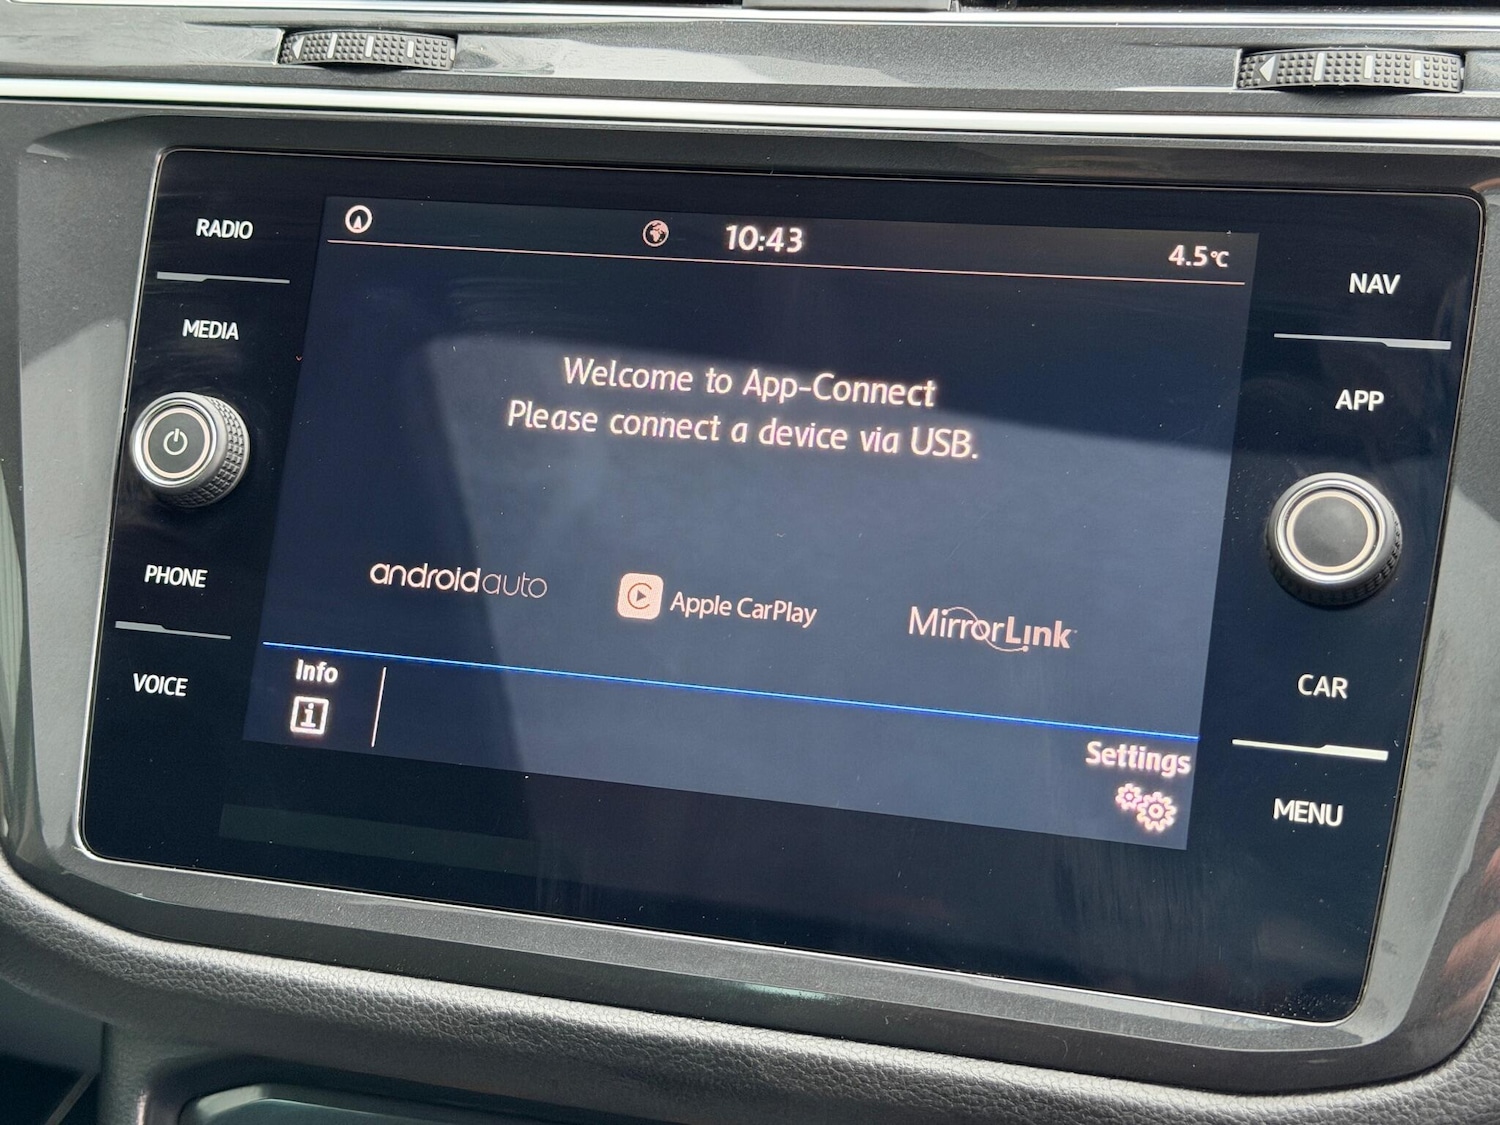 RADIO
MEDIA
PHONE
VOICE
10:43
4.5°C
Welcome to App-Connect
Please connect a device via USB.
androidauto
Apple CarPlay
MirrorLink
Info
i
Settings
NAV
APP
CAR
MENU